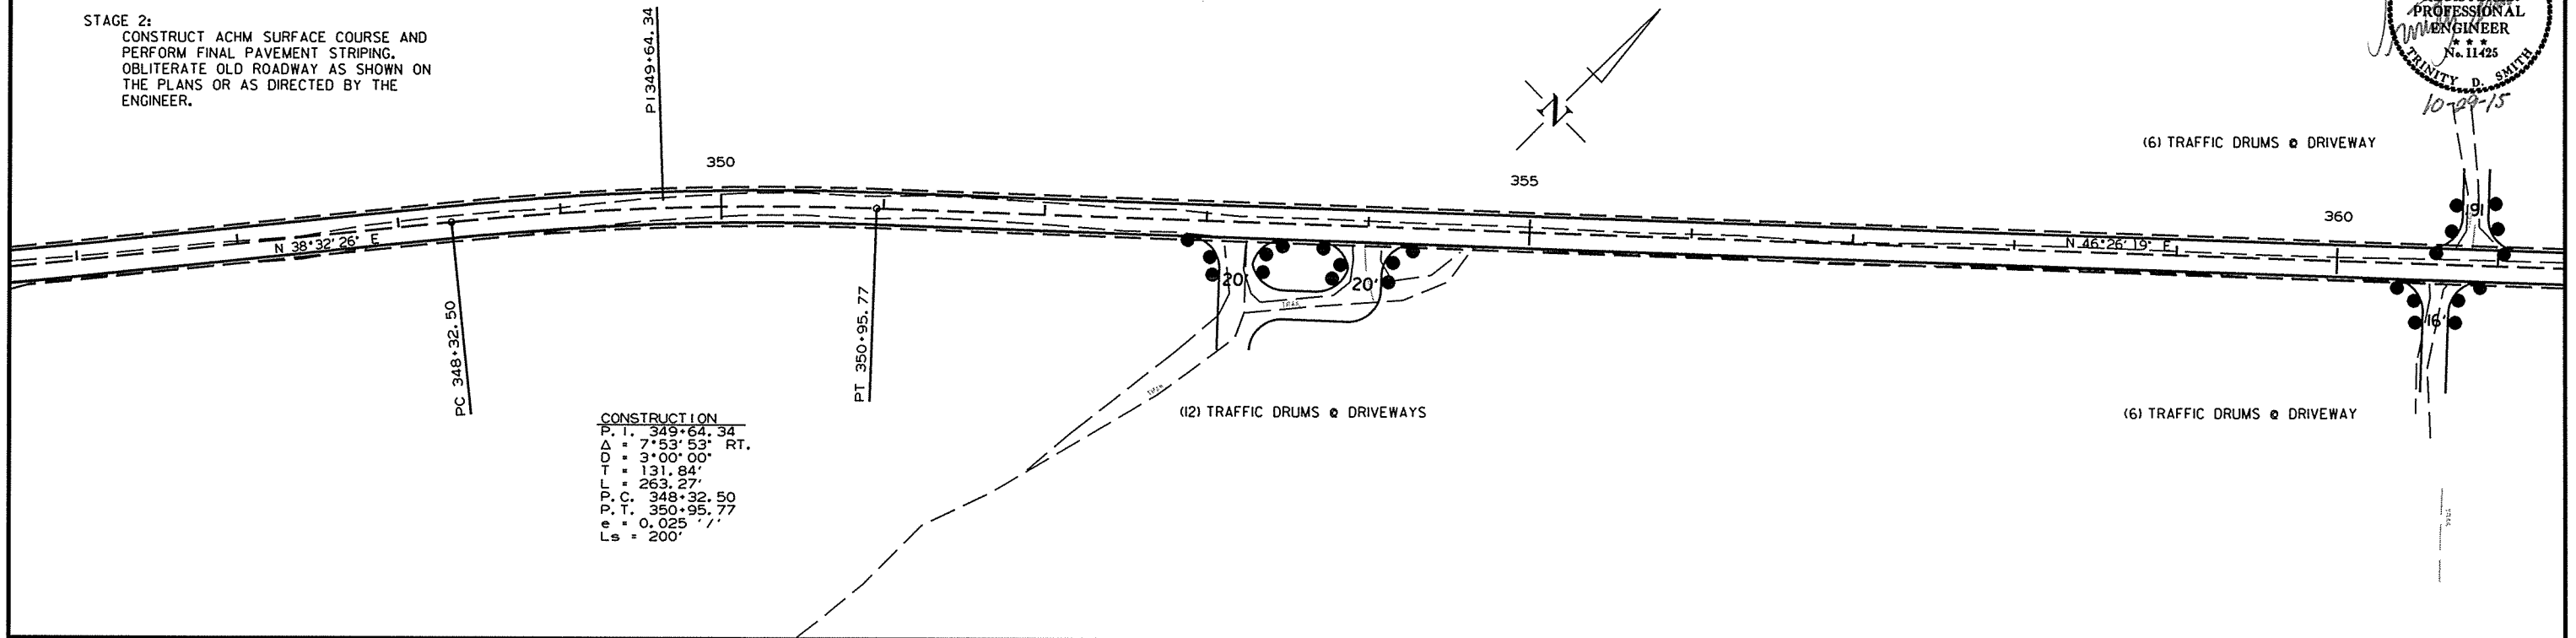 STAGE 2:
CONSTRUCT ACHM SURFACE COURSE AND
PERFORM FINAL PAVEMENT STRIPING.
OBLITERATE OLD ROADWAY AS SHOWN ON
THE PLANS OR AS DIRECTED BY THE
ENGINEER.
PI 349+64.34
PROFESSIONAL
ENGINEER
★ ★ ★
No. 11425
TRINITY D. SMITH
10-29-15
N
(6) TRAFFIC DRUMS @ DRIVEWAY
350
355
360
N 38°32'26" E
N 46°26'19" E
20'
20'
19'
16'
PC 348+32.50
PT 350+95.77
(12) TRAFFIC DRUMS @ DRIVEWAYS
(6) TRAFFIC DRUMS @ DRIVEWAY
CONSTRUCTION
P.I. 349+64.34
Δ = 7°53'53" RT.
D = 3°00'00"
T = 131.84'
L = 263.27'
P.C. 348+32.50
P.T. 350+95.77
e = 0.025 '/'
Ls = 200'